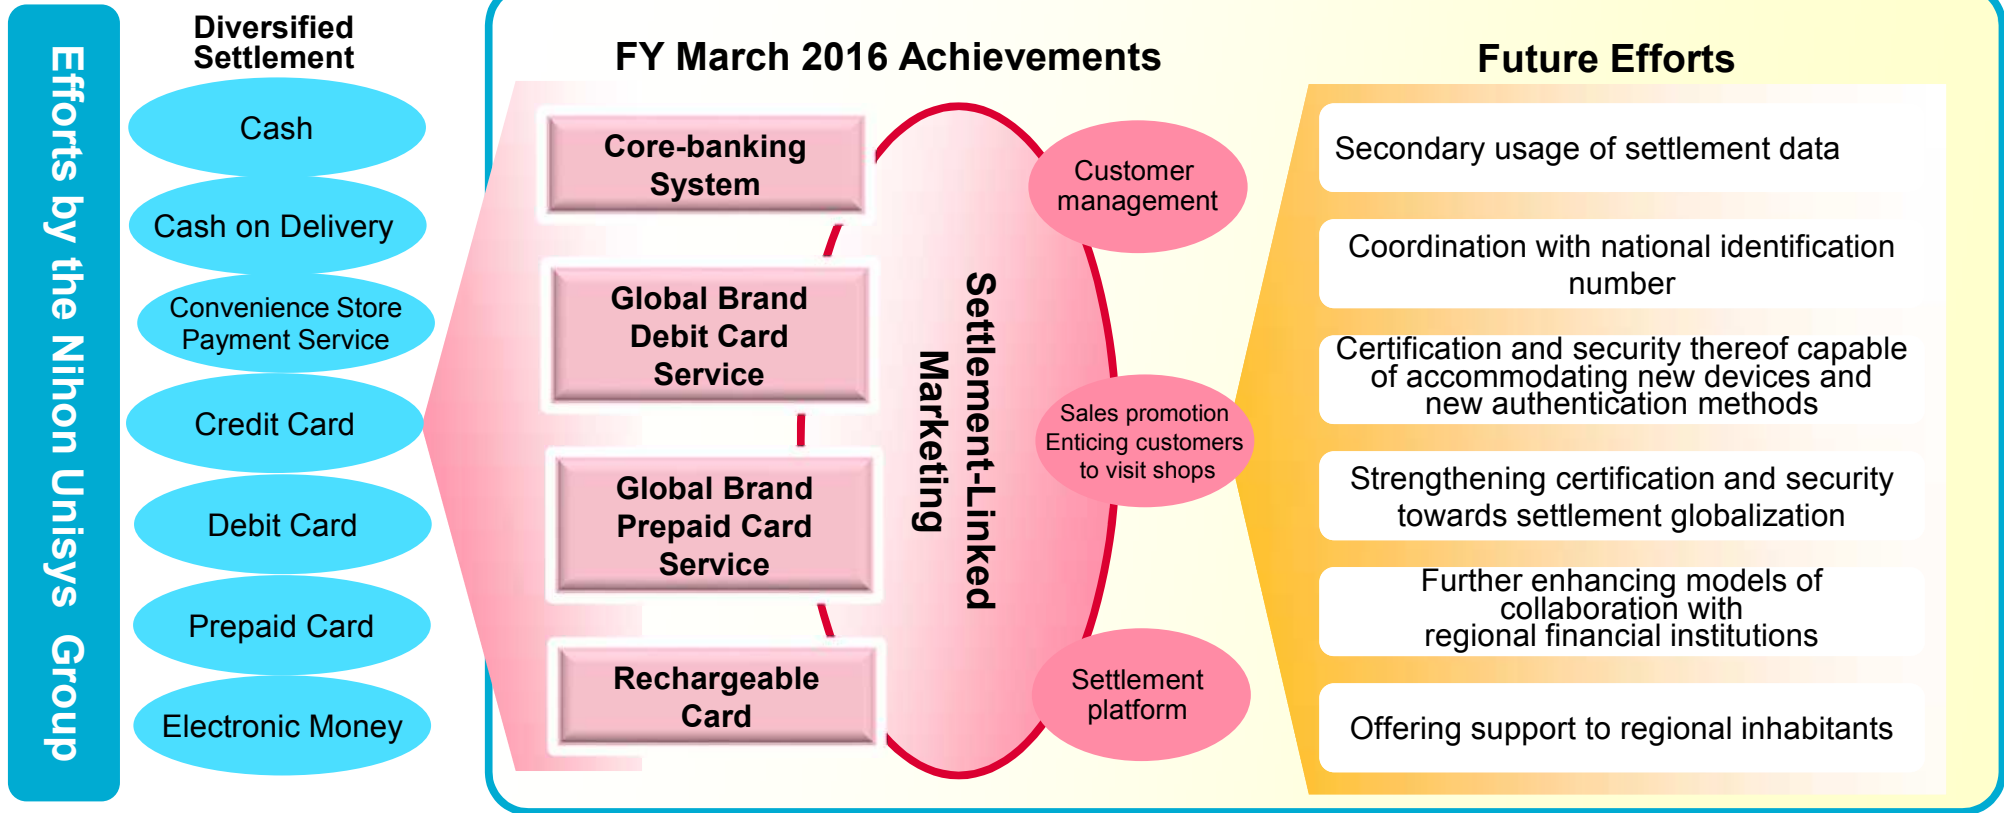 Efforts by the Nihon Unisys Group
Diversified
Settlement
Cash
Cash on Delivery
Convenience Store
Payment Service
Credit Card
Debit Card
Prepaid Card
Electronic Money
FY March 2016 Achievements
Core-banking
System
Global Brand
Debit Card
Service
Global Brand
Prepaid Card
Service
Rechargeable
Card
Settlement-Linked
Marketing
Customer
management
Sales promotion
Enticing customers
to visit shops
Settlement
platform
Future Efforts
Secondary usage of settlement data
Coordination with national identification
number
Certification and security thereof capable
of accommodating new devices and
new authentication methods
Strengthening certification and security
towards settlement globalization
Further enhancing models of
collaboration with
regional financial institutions
Offering support to regional inhabitants